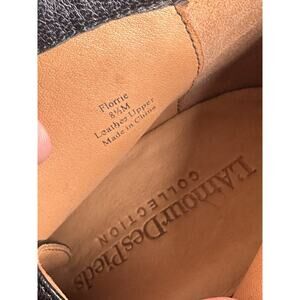 Florrie
8½M
Leather Upper
Made in China
L'Amour Des Pieds
COLLECTION